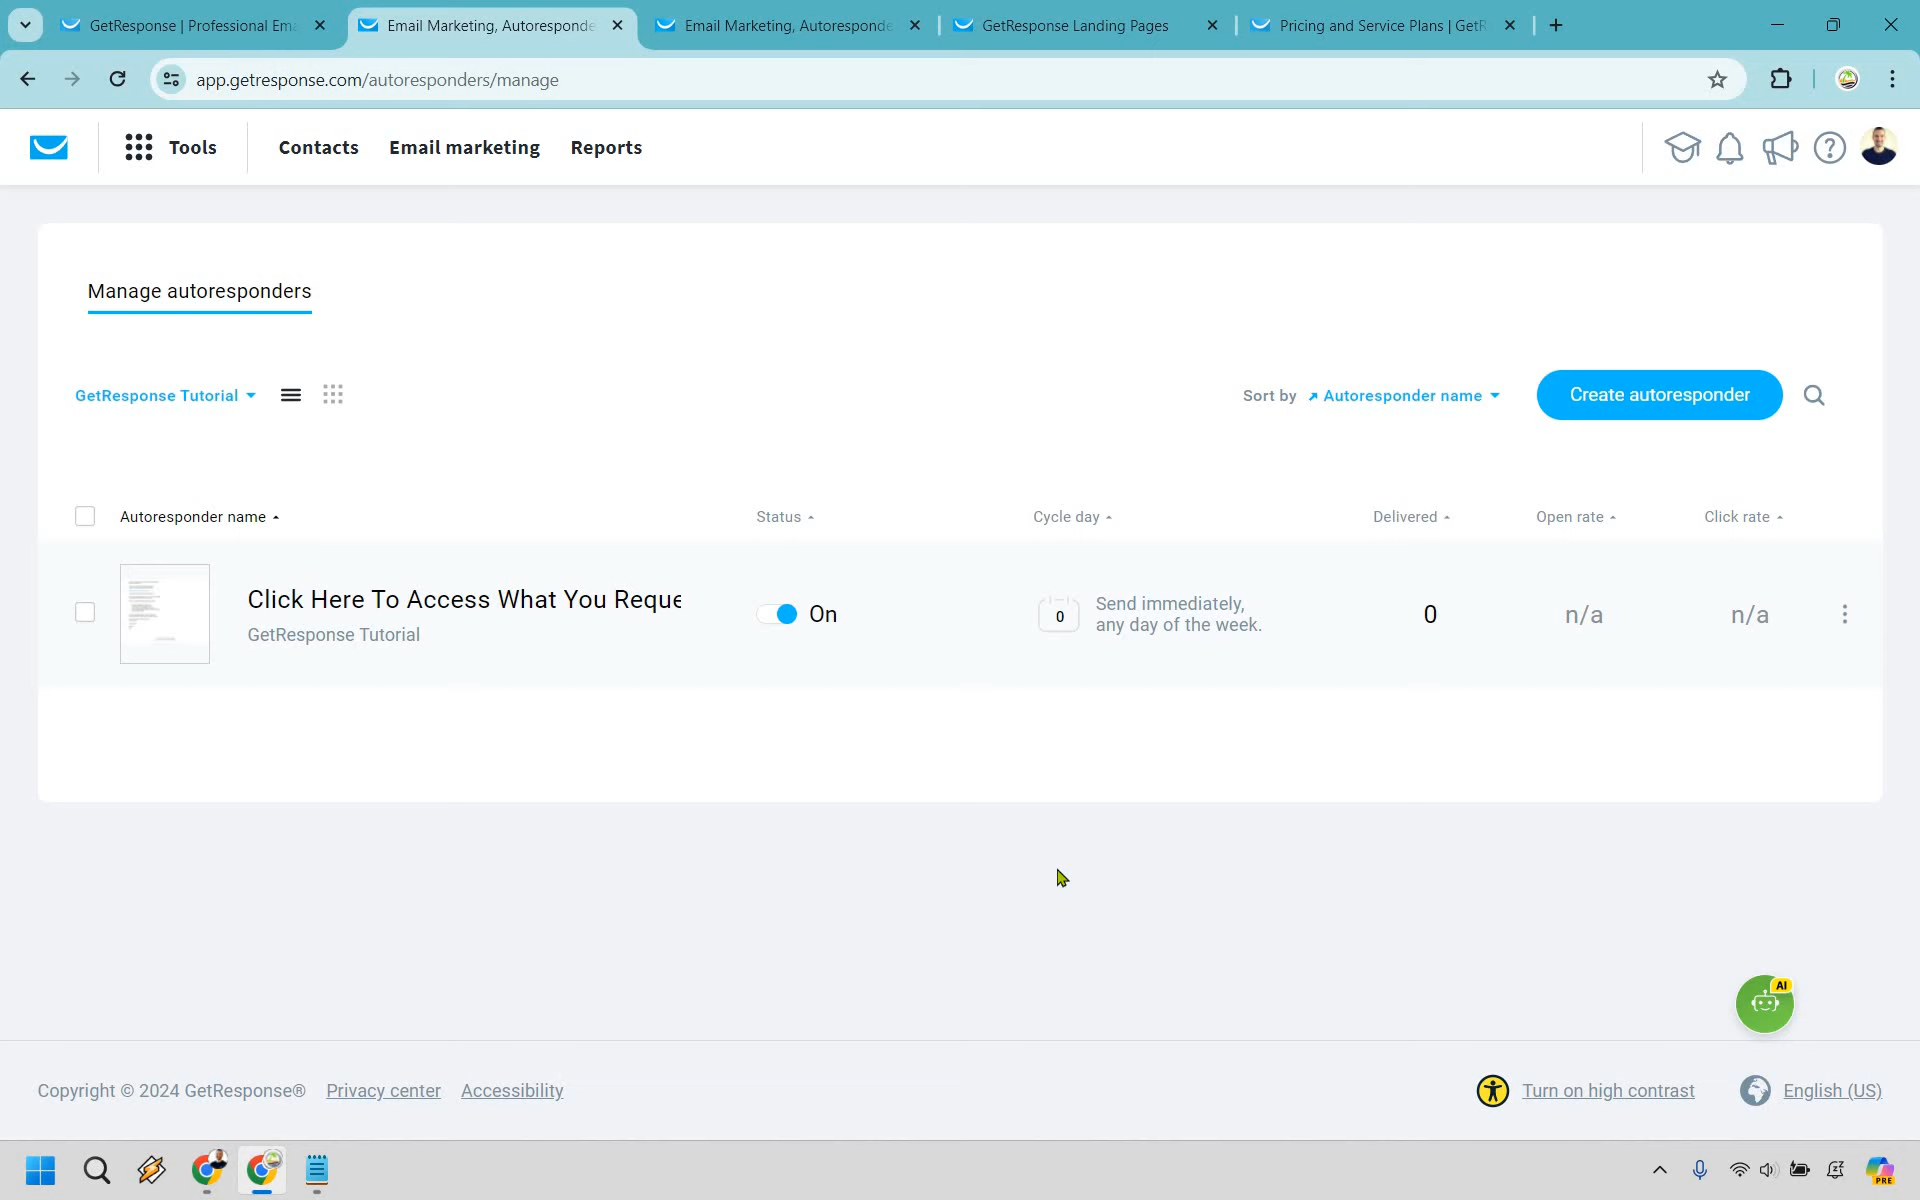 GetResponse | Professional Ema
Email Marketing, Autoresponde
Email Marketing, Autoresponde
GetResponse Landing Pages
Pricing and Service Plans | GetR
app.getresponse.com/autoresponders/manage
Tools
Contacts
Email marketing
Reports
Manage autoresponders
GetResponse Tutorial
Sort by
Autoresponder name
Create autoresponder
Autoresponder name
Status
Cycle day
Delivered
Open rate
Click rate
Click Here To Access What You Reque
GetResponse Tutorial
On
0
Send immediately,
any day of the week.
0
n/a
n/a
AI
Copyright © 2024 GetResponse®
Privacy center
Accessibility
Turn on high contrast
English (US)
PRE